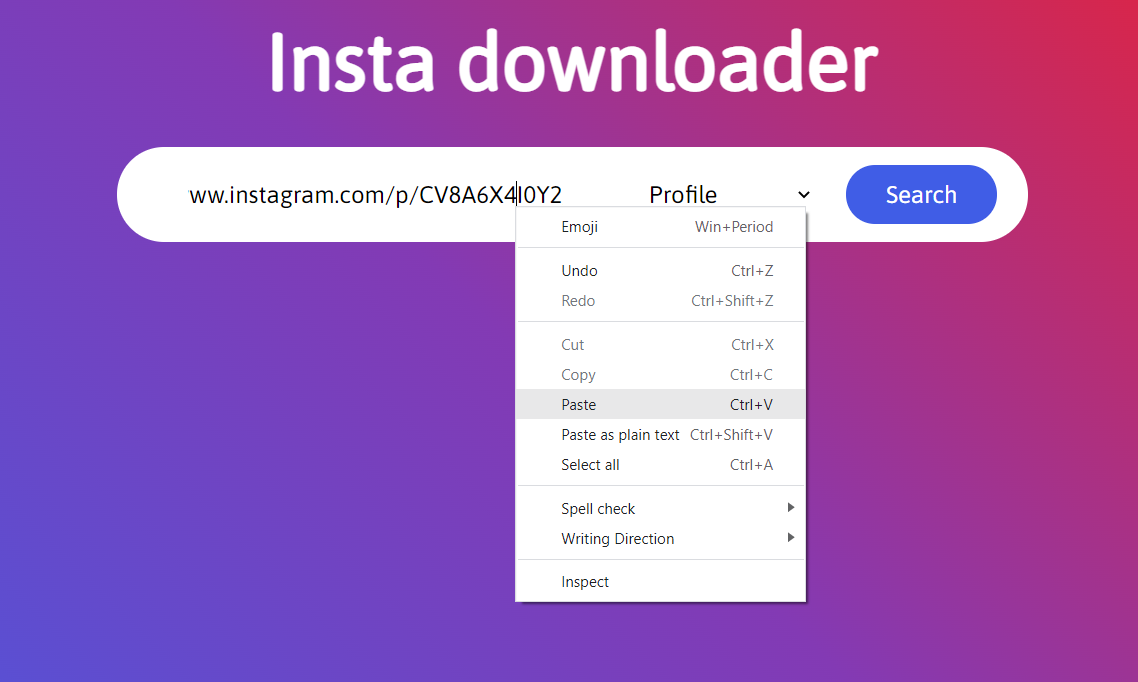 Insta downloader
ww.instagram.com/p/CV8A6X4I0Y2 Profile Search
Emoji Win+Period
Undo Ctrl+Z
Redo Ctrl+Shift+Z
Cut Ctrl+X
Copy Ctrl+C
Paste Ctrl+V
Paste as plain text Ctrl+Shift+V
Select all Ctrl+A
Spell check
Writing Direction
Inspect